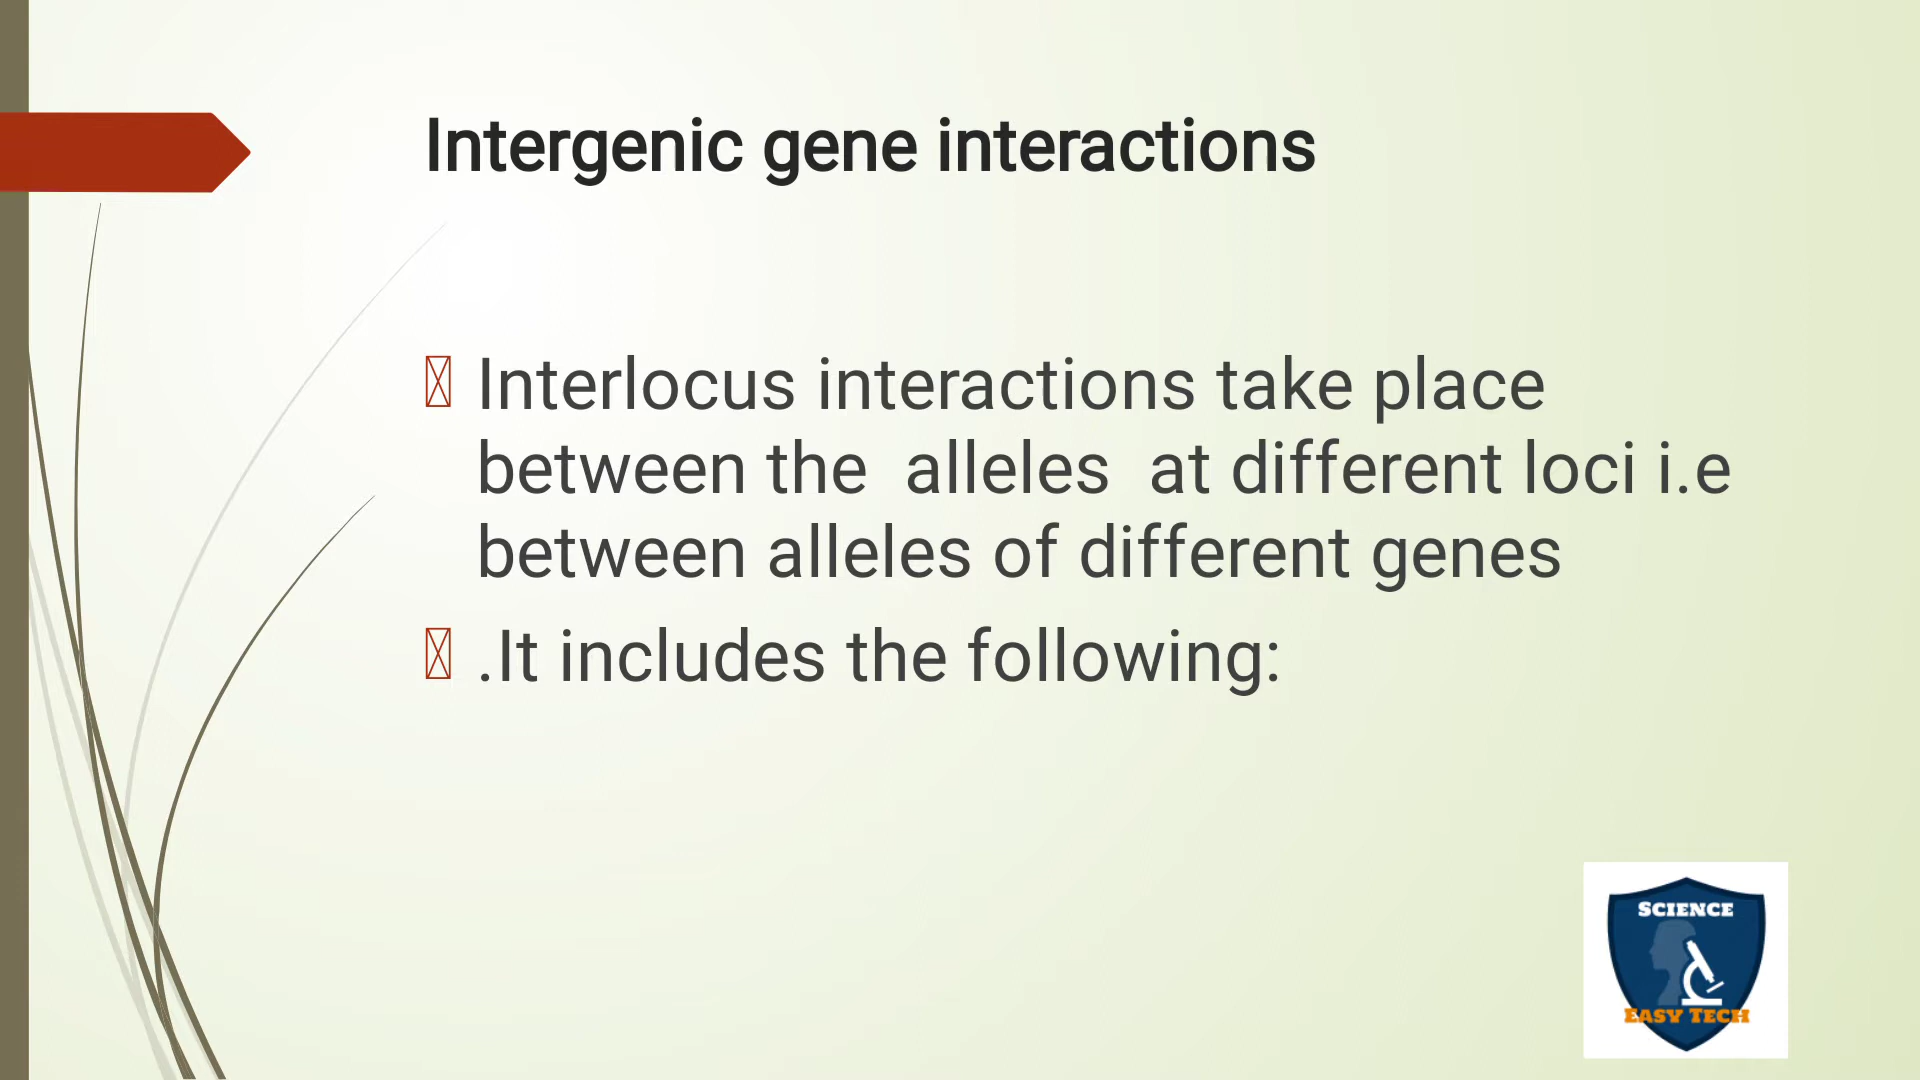 Intergenic gene interactions
Interlocus interactions take place
between the  alleles  at different loci i.e
between alleles of different genes
.It includes the following:
SCIENCE
EASY TECH